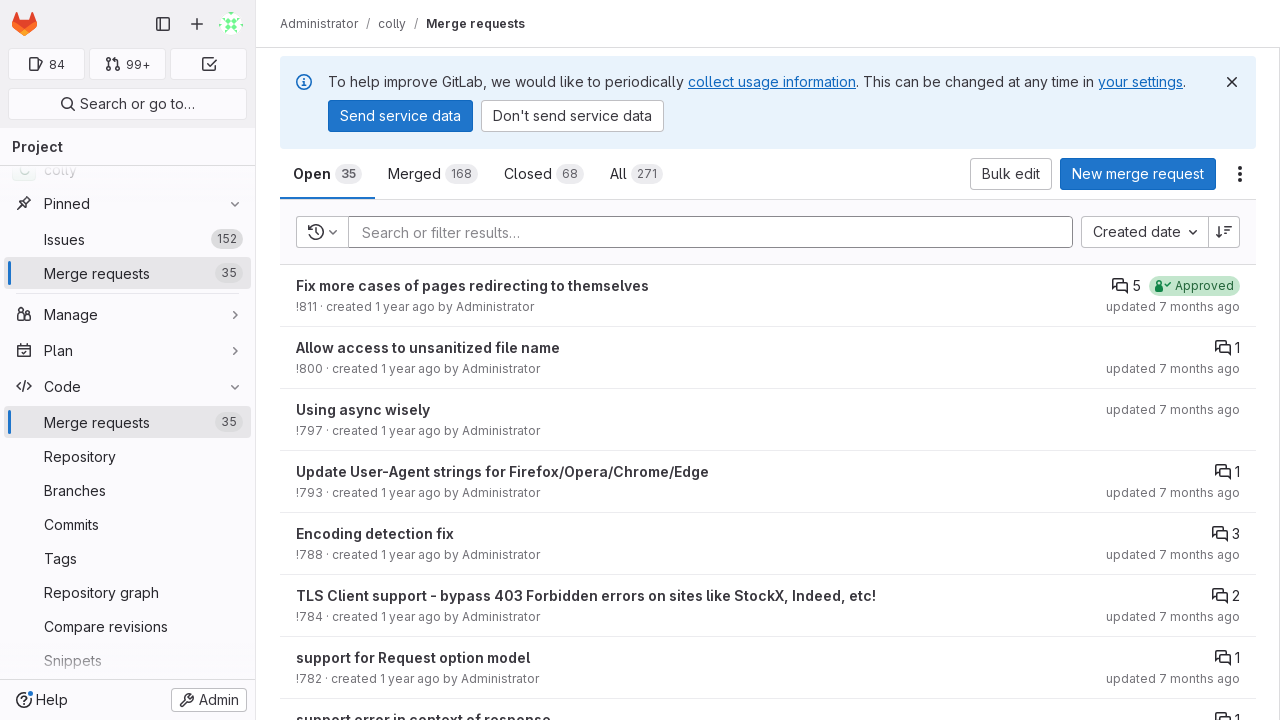 Administrator / colly / Merge requests
84
99+
Search or go to…
Project
colly
Pinned
Issues 152
Merge requests 35
Manage
Plan
Code
Merge requests 35
Repository
Branches
Commits
Tags
Repository graph
Compare revisions
Snippets
Help
Admin
To help improve GitLab, we would like to periodically collect usage information. This can be changed at any time in your settings.
Send service data
Don't send service data
Open 35
Merged 168
Closed 68
All 271
Bulk edit
New merge request
Search or filter results…
Created date
Fix more cases of pages redirecting to themselves
5
Approved
!811 · created 1 year ago by Administrator
updated 7 months ago
Allow access to unsanitized file name
1
!800 · created 1 year ago by Administrator
updated 7 months ago
Using async wisely
updated 7 months ago
!797 · created 1 year ago by Administrator
Update User-Agent strings for Firefox/Opera/Chrome/Edge
1
!793 · created 1 year ago by Administrator
updated 7 months ago
Encoding detection fix
3
!788 · created 1 year ago by Administrator
updated 7 months ago
TLS Client support - bypass 403 Forbidden errors on sites like StockX, Indeed, etc!
2
!784 · created 1 year ago by Administrator
updated 7 months ago
support for Request option model
1
!782 · created 1 year ago by Administrator
updated 7 months ago
support error in context of response
1